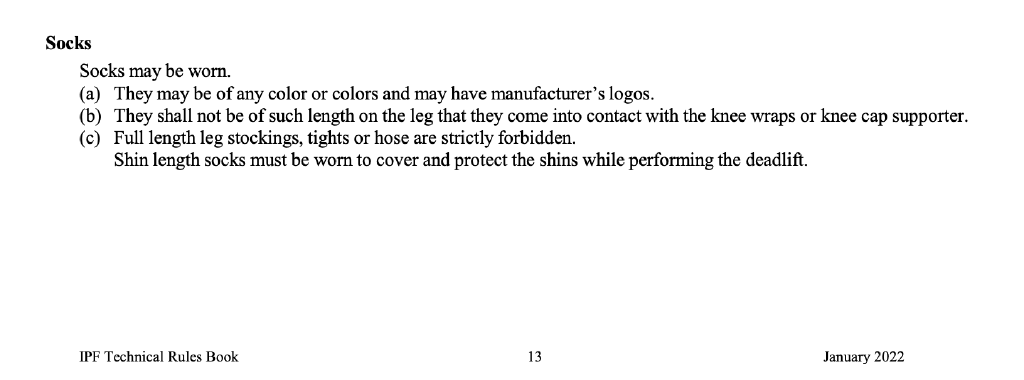 Socks
Socks may be worn.
(a) They may be of any color or colors and may have manufacturer's logos.
(b) They shall not be of such length on the leg that they come into contact with the knee wraps or knee cap supporter.
(c) Full length leg stockings, tights or hose are strictly forbidden.
Shin length socks must be worn to cover and protect the shins while performing the deadlift.
IPF Technical Rules Book 13 January 2022